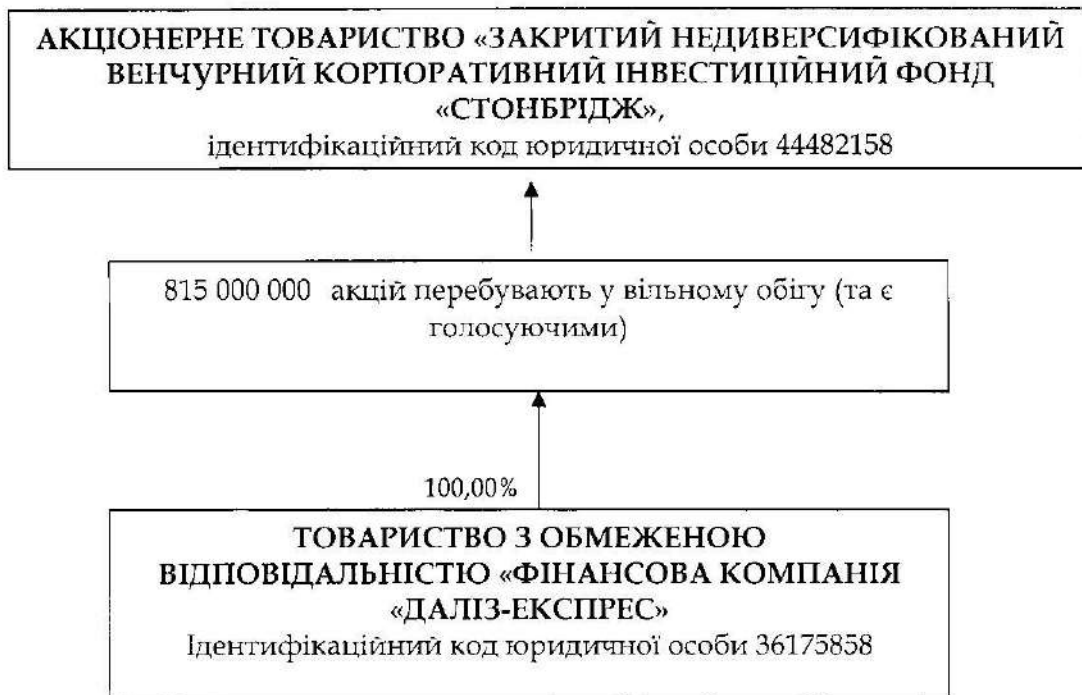 АКЦІОНЕРНЕ ТОВАРИСТВО «ЗАКРИТИЙ НЕДИВЕРСИФІКОВАНИЙ
ВЕНЧУРНИЙ КОРПОРАТИВНИЙ ІНВЕСТИЦІЙНИЙ ФОНД
«СТОНБРІДЖ»,
ідентифікаційний код юридичної особи 44482158
815 000 000 акцій перебувають у вільному обігу (та є
голосуючими)
100,00%
ТОВАРИСТВО З ОБМЕЖЕНОЮ
ВІДПОВІДАЛЬНІСТЮ «ФІНАНСОВА КОМПАНІЯ
«ДАЛІЗ-ЕКСПРЕС»
Ідентифікаційний код юридичної особи 36175858